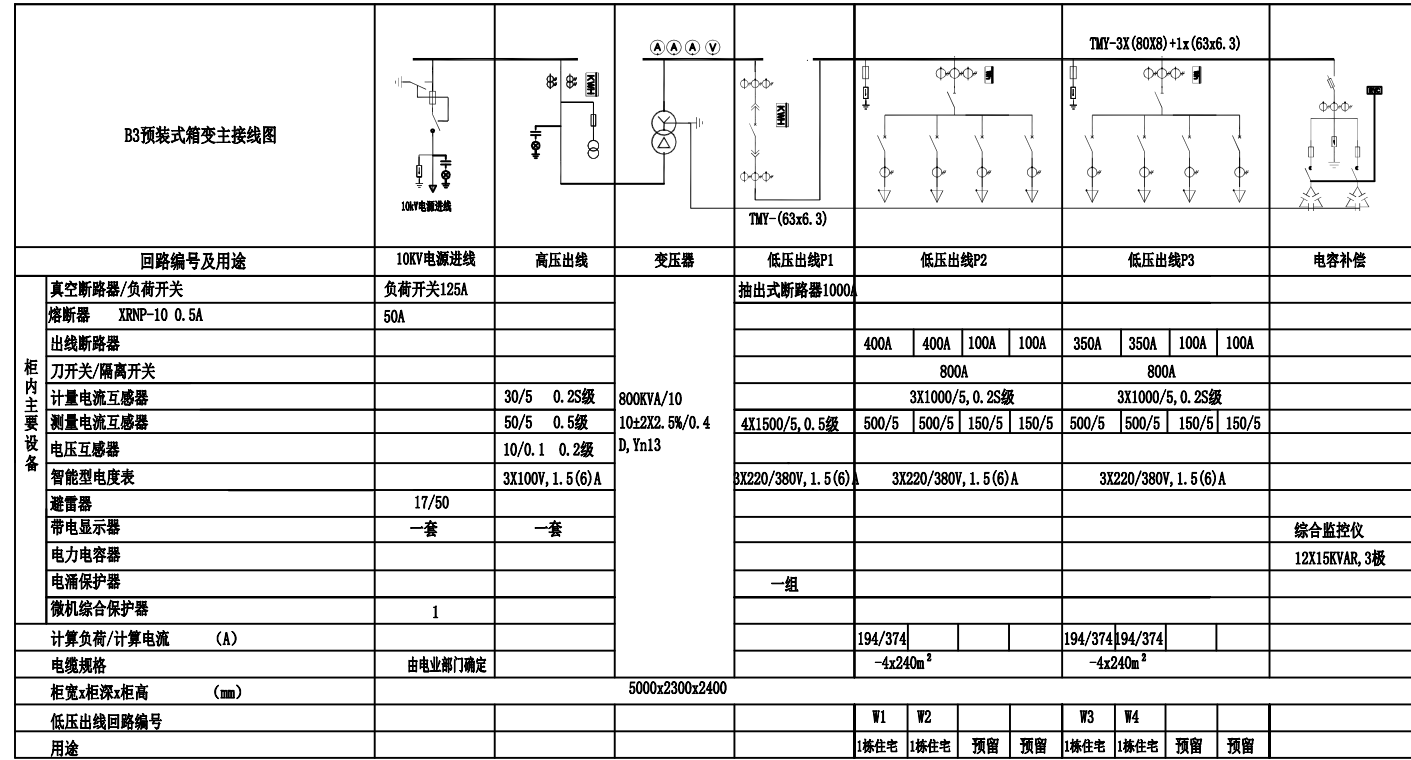 B3预装式箱变主接线图
A A A V
TMY-3X(80X8)+1x(63x6.3)
KWH
KWH
10kV电源进线
TMY-(63x6.3)
回路编号及用途 10KV电源进线 高压出线 变压器 低压出线P1 低压出线P2 低压出线P3 电容补偿
柜内主要设备
真空断路器/负荷开关 负荷开关125A 抽出式断路器1000A
熔断器 XRNP-10 0.5A 50A
出线断路器 400A 400A 100A 100A 350A 350A 100A 100A
刀开关/隔离开关 800A 800A
计量电流互感器 30/5 0.2S级 800KVA/10 3X1000/5,0.2S级 3X1000/5,0.2S级
测量电流互感器 50/5 0.5级 10±2X2.5%/0.4 4X1500/5,0.5级 500/5 500/5 150/5 150/5 500/5 500/5 150/5 150/5
电压互感器 10/0.1 0.2级 D,Yn13
智能型电度表 3X100V,1.5(6)A 3X220/380V,1.5(6)A 3X220/380V,1.5(6)A 3X220/380V,1.5(6)A
避雷器 17/50
带电显示器 一套 一套 综合监控仪
电力电容器 12X15KVAR,3极
电涌保护器 一组
微机综合保护器 1
计算负荷/计算电流 (A) 194/374 194/374 194/374
电缆规格 由电业部门确定 -4x240m² -4x240m²
柜宽x柜深x柜高 (mm) 5000x2300x2400
低压出线回路编号 W1 W2 W3 W4
用途 1栋住宅 1栋住宅 预留 预留 1栋住宅 1栋住宅 预留 预留